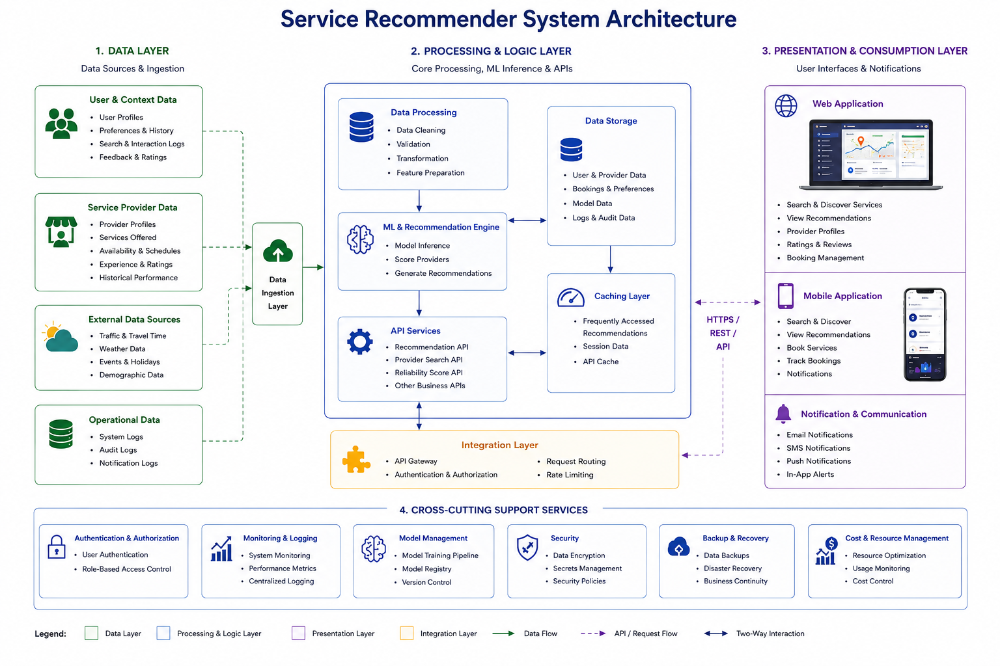 Service Recommender System Architecture
1. DATA LAYER
Data Sources & Ingestion
User & Context Data
• User Profiles
• Preferences & History
• Search & Interaction Logs
• Feedback & Ratings
Service Provider Data
• Provider Profiles
• Services Offered
• Availability & Schedules
• Experience & Ratings
• Historical Performance
External Data Sources
• Traffic & Travel Time
• Weather Data
• Events & Holidays
• Demographic Data
Operational Data
• System Logs
• Audit Logs
• Notification Logs
Data
Ingestion
Layer
2. PROCESSING & LOGIC LAYER
Core Processing, ML Inference & APIs
Data Processing
• Data Cleaning
• Validation
• Transformation
• Feature Preparation
ML & Recommendation Engine
• Model Inference
• Score Providers
• Generate Recommendations
API Services
• Recommendation API
• Provider Search API
• Reliability Score API
• Other Business APIs
Data Storage
• User & Provider Data
• Bookings & Preferences
• Model Data
• Logs & Audit Data
Caching Layer
• Frequently Accessed
Recommendations
• Session Data
• API Cache
Integration Layer
• API Gateway
• Authentication & Authorization
• Request Routing
• Rate Limiting
HTTPS /
REST /
API
3. PRESENTATION & CONSUMPTION LAYER
User Interfaces & Notifications
Web Application
• Search & Discover Services
• View Recommendations
• Provider Profiles
• Ratings & Reviews
• Booking Management
Mobile Application
• Search & Discover
• View Recommendations
• Book Services
• Track Bookings
• Notifications
Notification & Communication
• Email Notifications
• SMS Notifications
• Push Notifications
• In-App Alerts
4. CROSS-CUTTING SUPPORT SERVICES
Authentication & Authorization
• User Authentication
• Role-Based Access Control
Monitoring & Logging
• System Monitoring
• Performance Metrics
• Centralized Logging
Model Management
• Model Training Pipeline
• Model Registry
• Version Control
Security
• Data Encryption
• Secrets Management
• Security Policies
Backup & Recovery
• Data Backups
• Disaster Recovery
• Business Continuity
$
Cost & Resource Management
• Resource Optimization
• Usage Monitoring
• Cost Control
Legend:
Data Layer
Processing & Logic Layer
Presentation Layer
Integration Layer
Data Flow
API / Request Flow
Two-Way Interaction